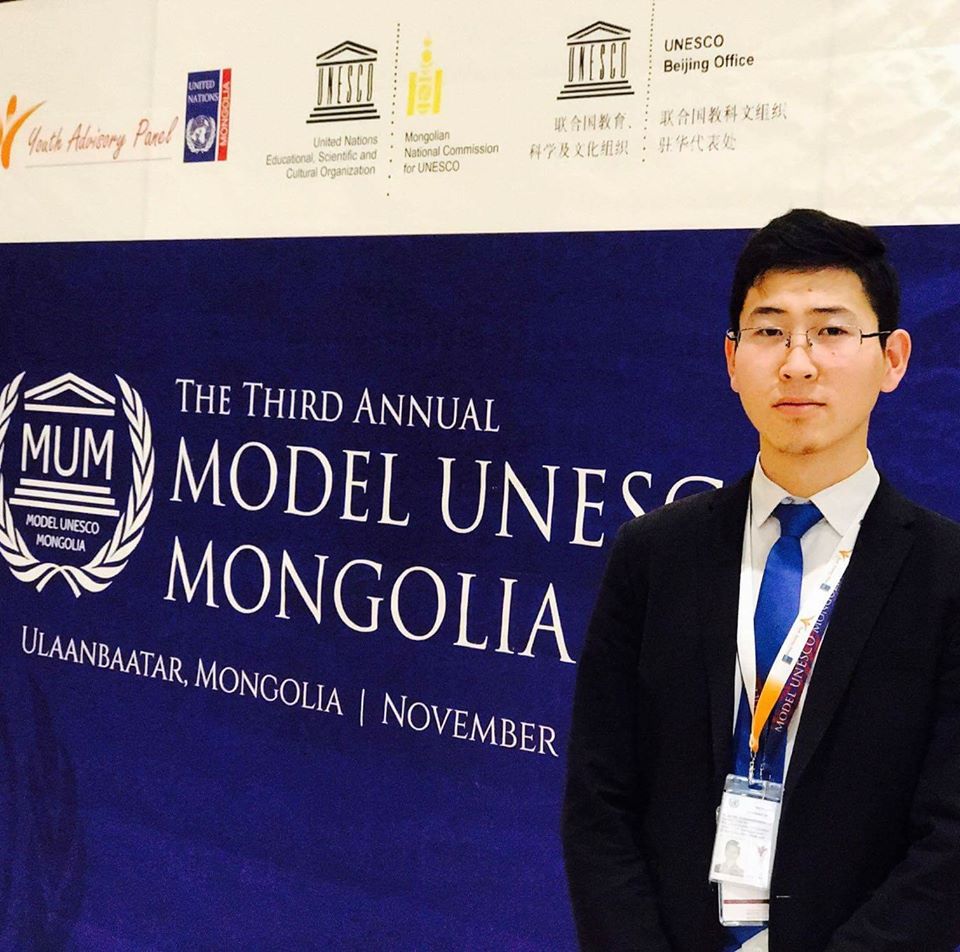 Youth Advisory Panel
UNITED
NATIONS
MONGOLIA
UNESCO
United Nations
Educational, Scientific and
Cultural Organization
Mongolian
National Commission
for UNESCO
UNESCO
联合国教育、
科学及文化组织
UNESCO
Beijing Office
联合国教科文组织
驻华代表处
MUM
MODEL UNESCO
MONGOLIA
THE THIRD ANNUAL
MODEL UNESC
MONGOLIA
ULAANBAATAR, MONGOLIA | NOVEMBER
MODEL UNESCO MONGOLIA